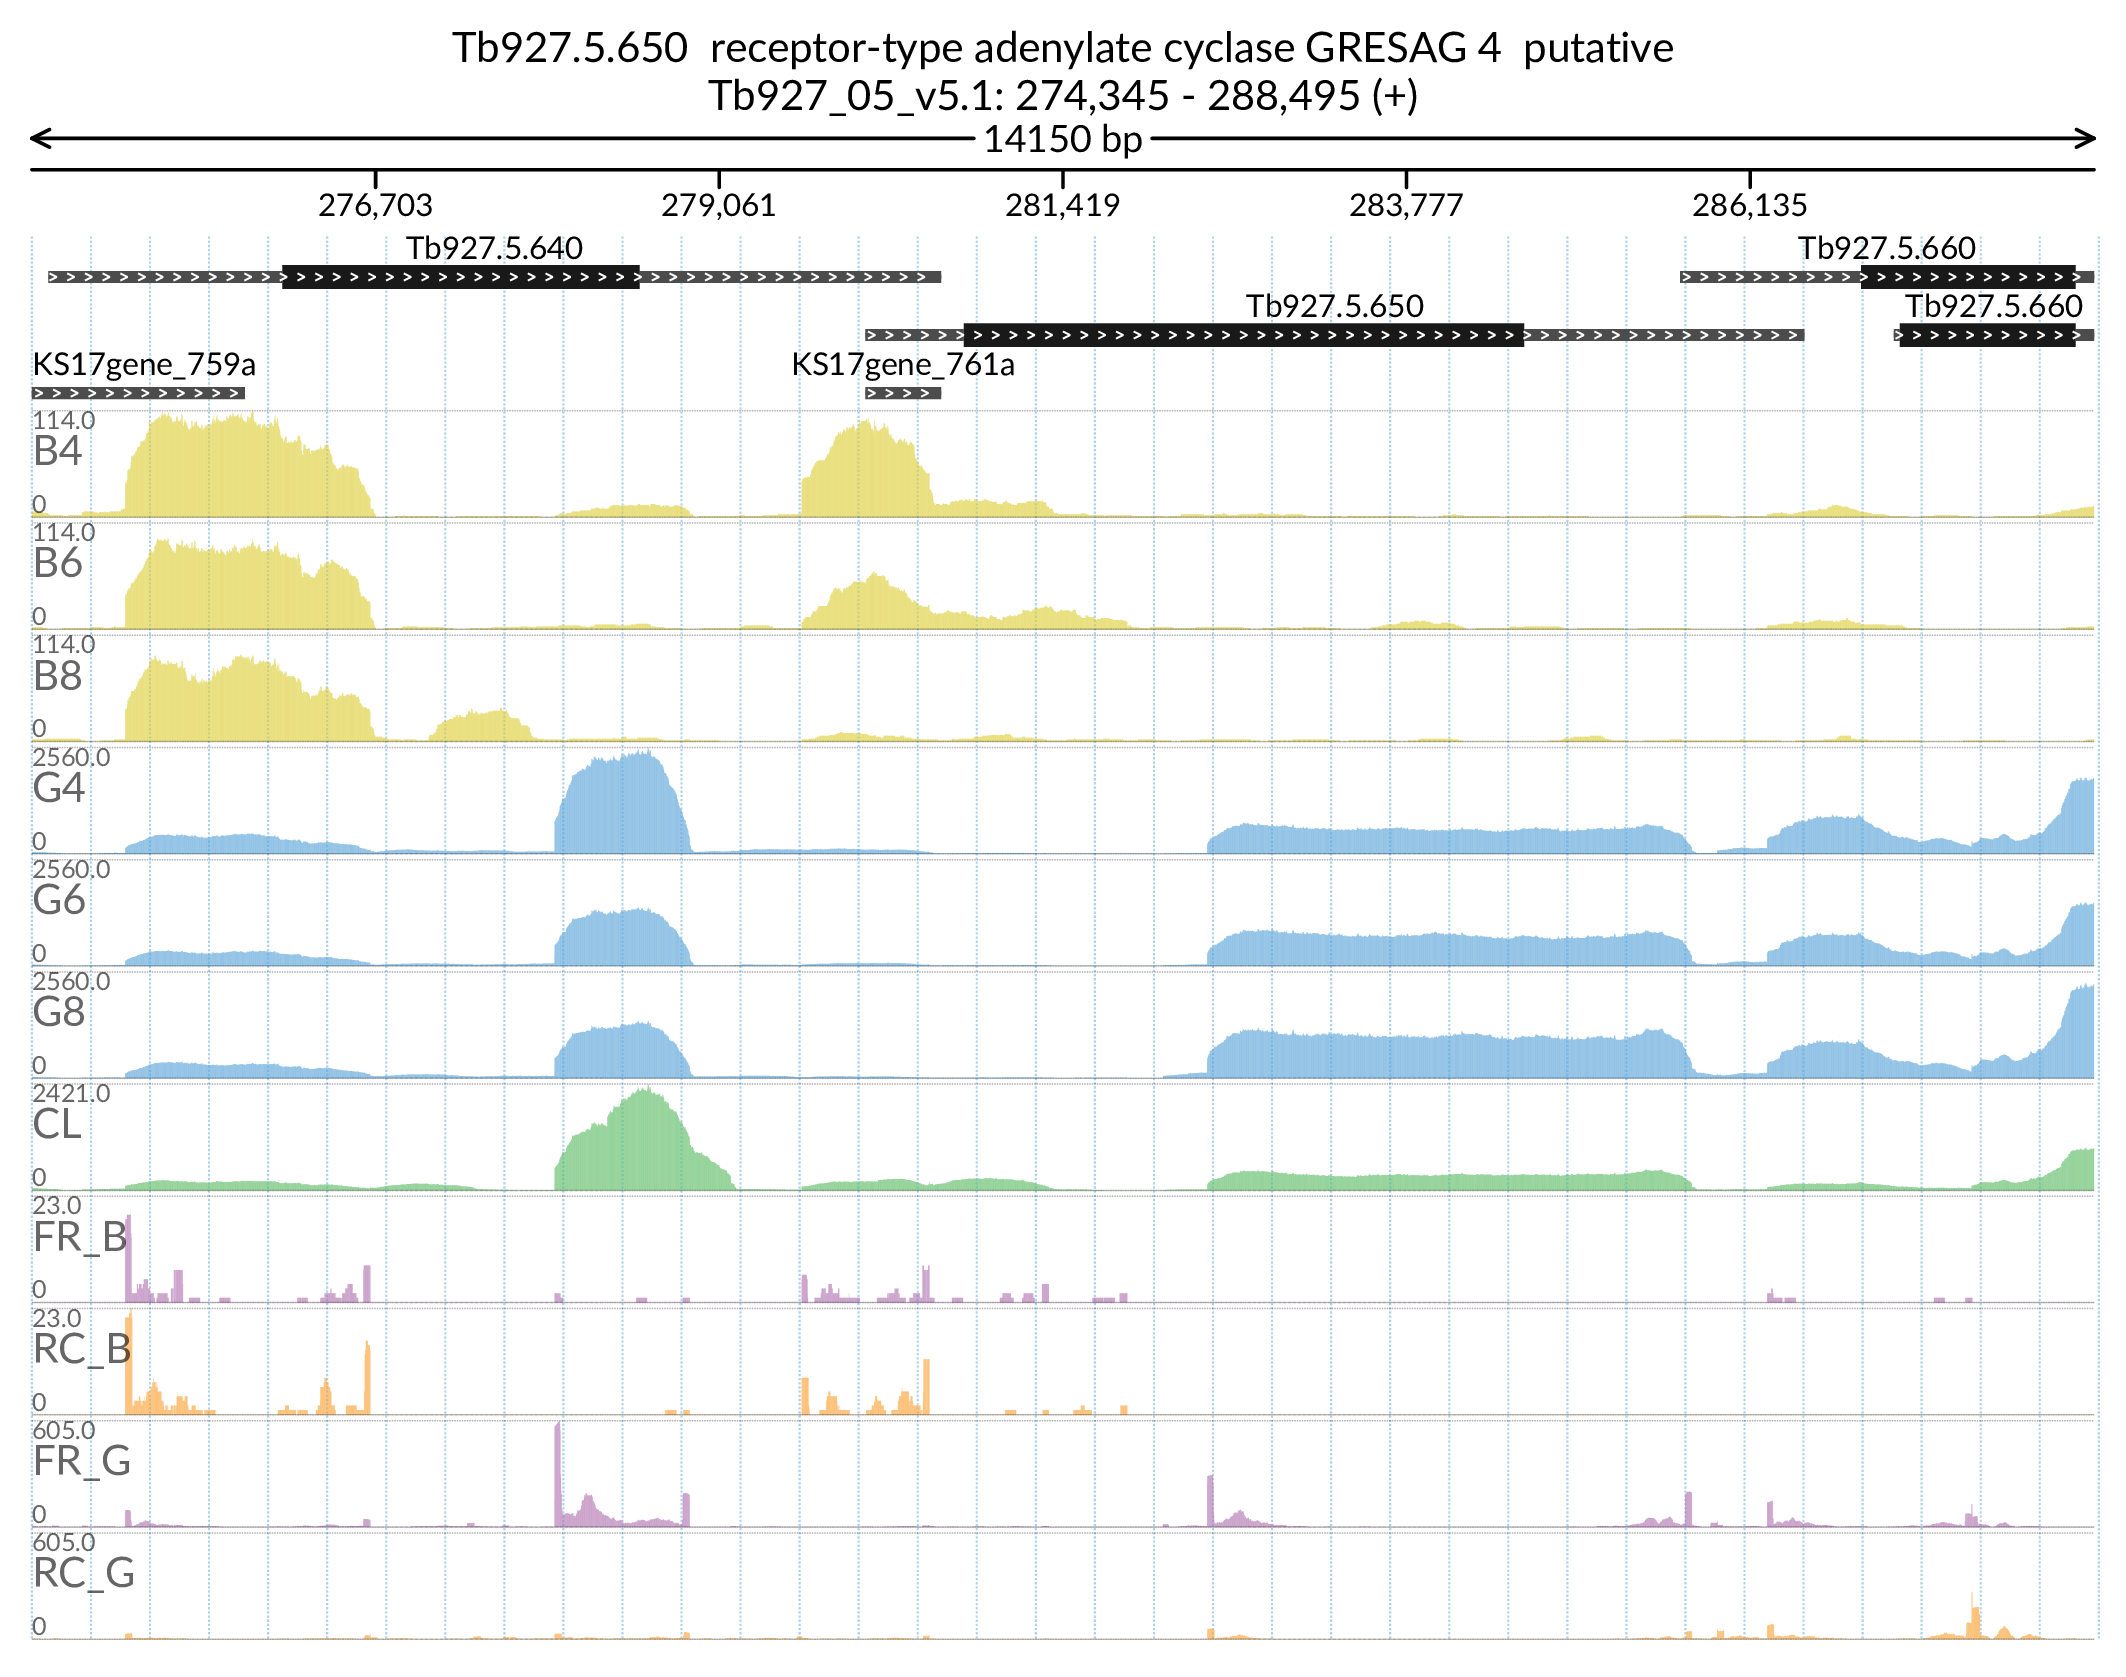 Tb927.5.650 receptor-type adenylate cyclase GRESAG 4 putative
Tb927_05_v5.1: 274,345 - 288,495 (+)
14150 bp
276,703 279,061 281,419 283,777 286,135
Tb927.5.640 Tb927.5.660
Tb927.5.650 Tb927.5.660
KS17gene_759a KS17gene_761a
114.0
B4
0
114.0
B6
0
114.0
B8
0
2560.0
G4
0
2560.0
G6
0
2560.0
G8
0
2421.0
CL
0
23.0
FR_B
0
23.0
RC_B
0
605.0
FR_G
0
605.0
RC_G
0